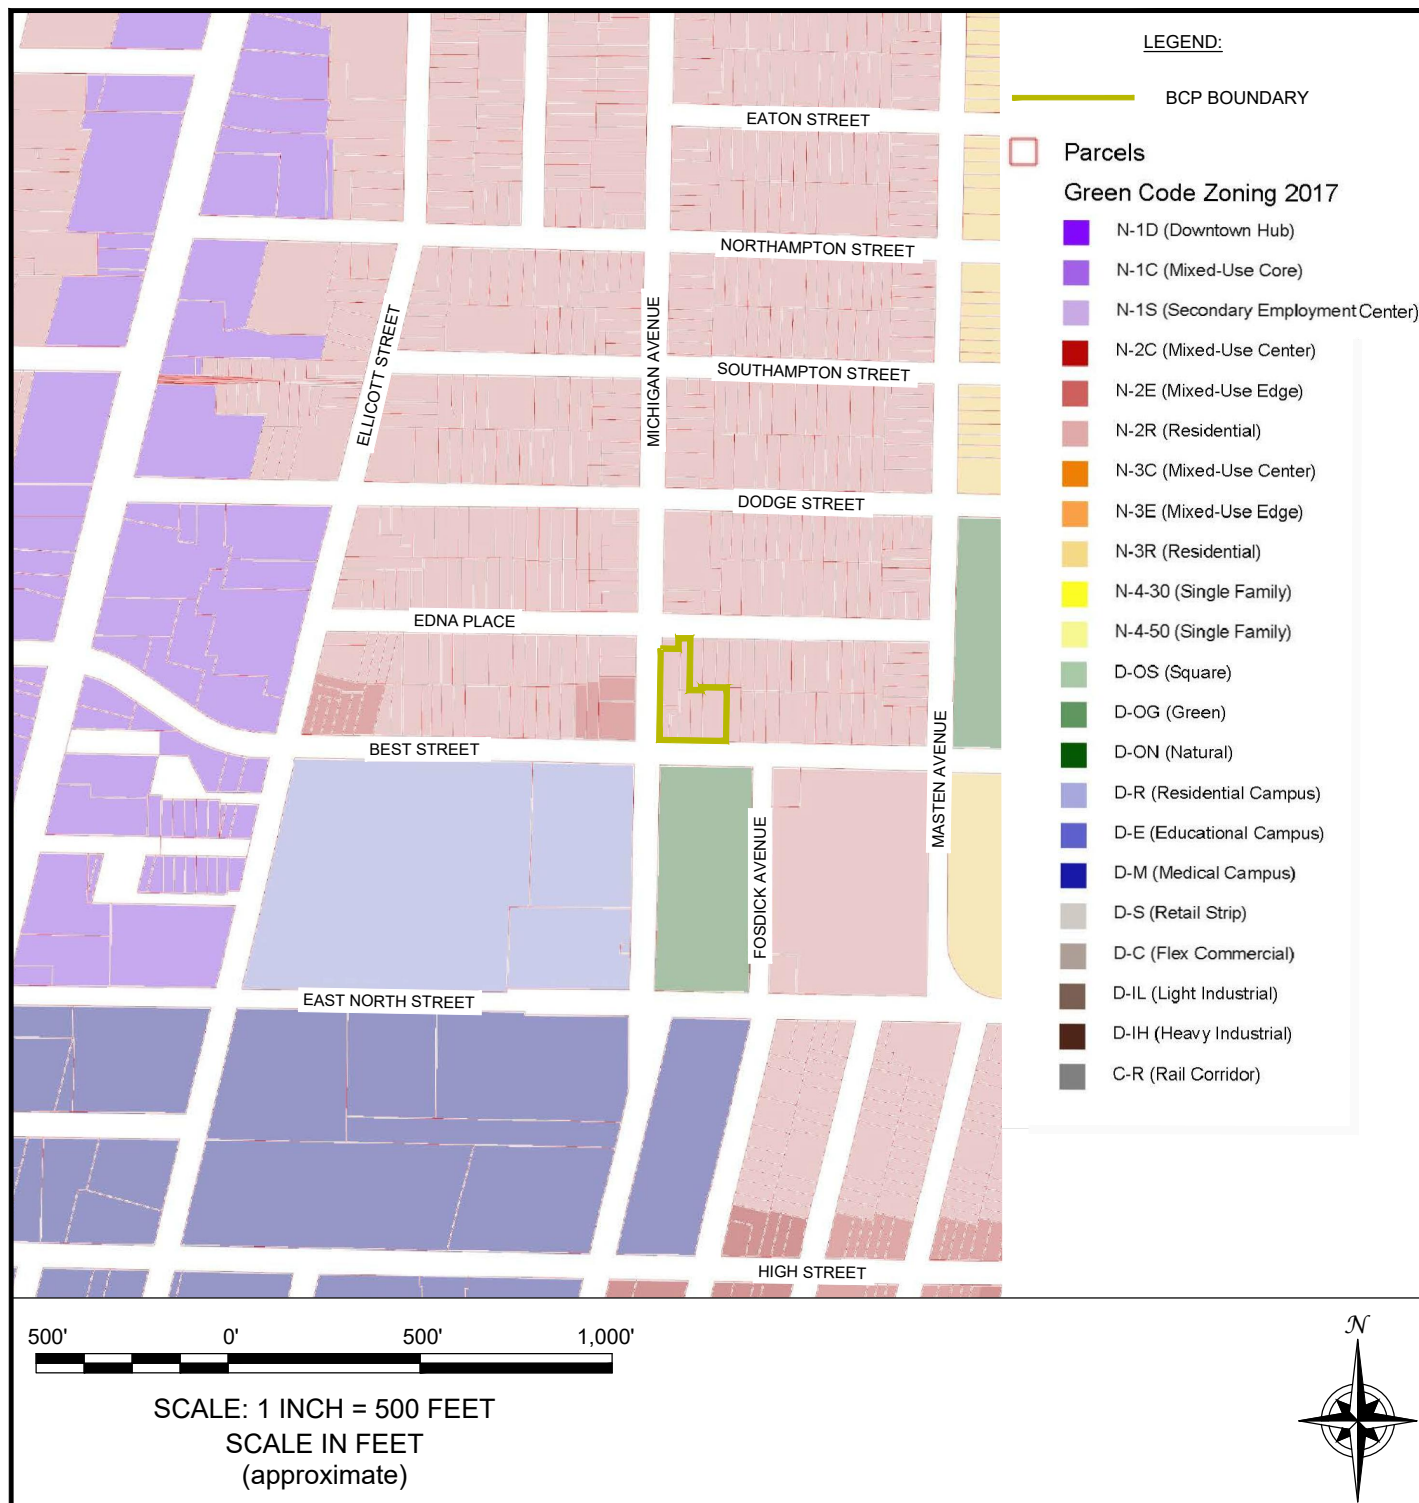 LEGEND:
BCP BOUNDARY
Parcels
Green Code Zoning 2017
N-1D (Downtown Hub)
N-1C (Mixed-Use Core)
N-1S (Secondary Employment Center)
N-2C (Mixed-Use Center)
N-2E (Mixed-Use Edge)
N-2R (Residential)
N-3C (Mixed-Use Center)
N-3E (Mixed-Use Edge)
N-3R (Residential)
N-4-30 (Single Family)
N-4-50 (Single Family)
D-OS (Square)
D-OG (Green)
D-ON (Natural)
D-R (Residential Campus)
D-E (Educational Campus)
D-M (Medical Campus)
D-S (Retail Strip)
D-C (Flex Commercial)
D-IL (Light Industrial)
D-IH (Heavy Industrial)
C-R (Rail Corridor)
EATON STREET
NORTHAMPTON STREET
SOUTHAMPTON STREET
ELLICOTT STREET
MICHIGAN AVENUE
DODGE STREET
EDNA PLACE
BEST STREET
MASTEN AVENUE
FOSDICK AVENUE
EAST NORTH STREET
HIGH STREET
500' 0' 500' 1,000'
SCALE: 1 INCH = 500 FEET
SCALE IN FEET
(approximate)
N